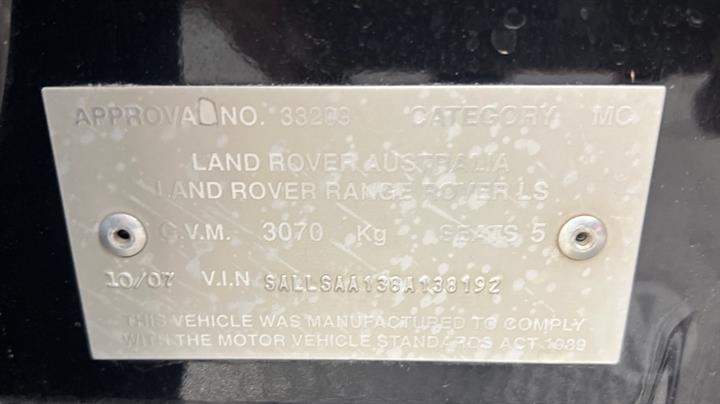 APPROVAL NO. 33209 CATEGORY MC
LAND ROVER AUSTRALIA
LAND ROVER RANGE ROVER LS
G.V.M. 3070 Kg SEATS 5
10/07 V.I.N SALLSAA138A138192
THIS VEHICLE WAS MANUFACTURED TO COMPLY
WITH THE MOTOR VEHICLE STANDARDS ACT 1989